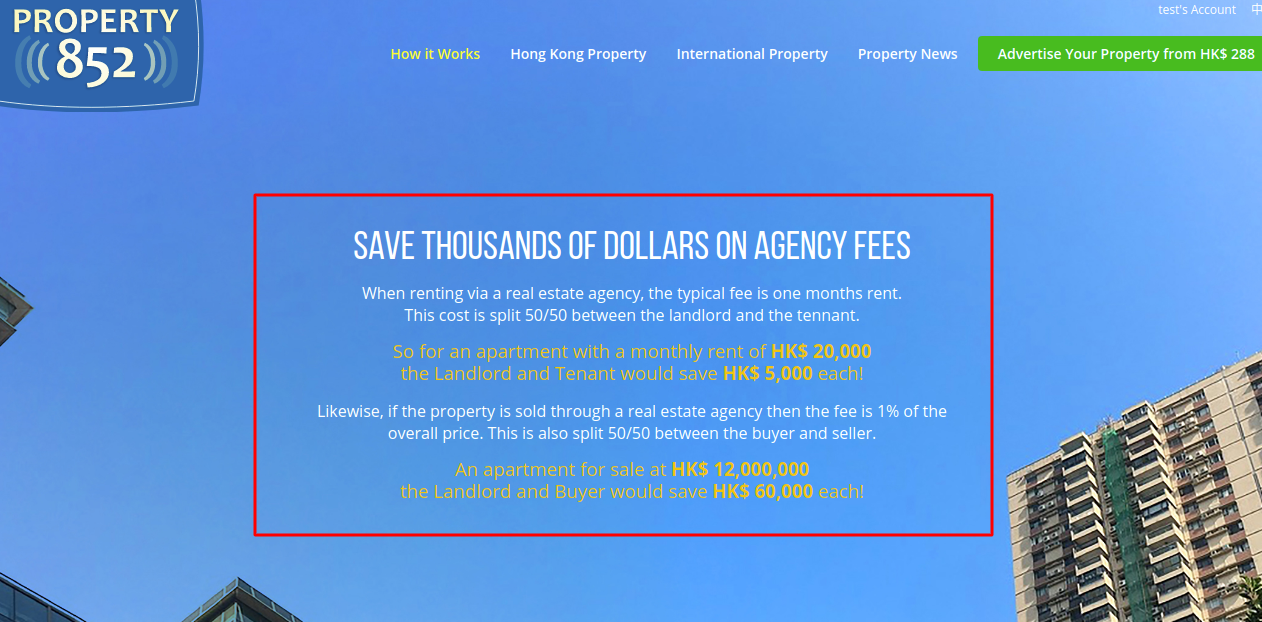 PROPERTY
852
test's Account 中
How it Works Hong Kong Property International Property Property News Advertise Your Property from HK$ 288
SAVE THOUSANDS OF DOLLARS ON AGENCY FEES
When renting via a real estate agency, the typical fee is one months rent.
This cost is split 50/50 between the landlord and the tennant.
So for an apartment with a monthly rent of HK$ 20,000
the Landlord and Tenant would save HK$ 5,000 each!
Likewise, if the property is sold through a real estate agency then the fee is 1% of the
overall price. This is also split 50/50 between the buyer and seller.
An apartment for sale at HK$ 12,000,000
the Landlord and Buyer would save HK$ 60,000 each!